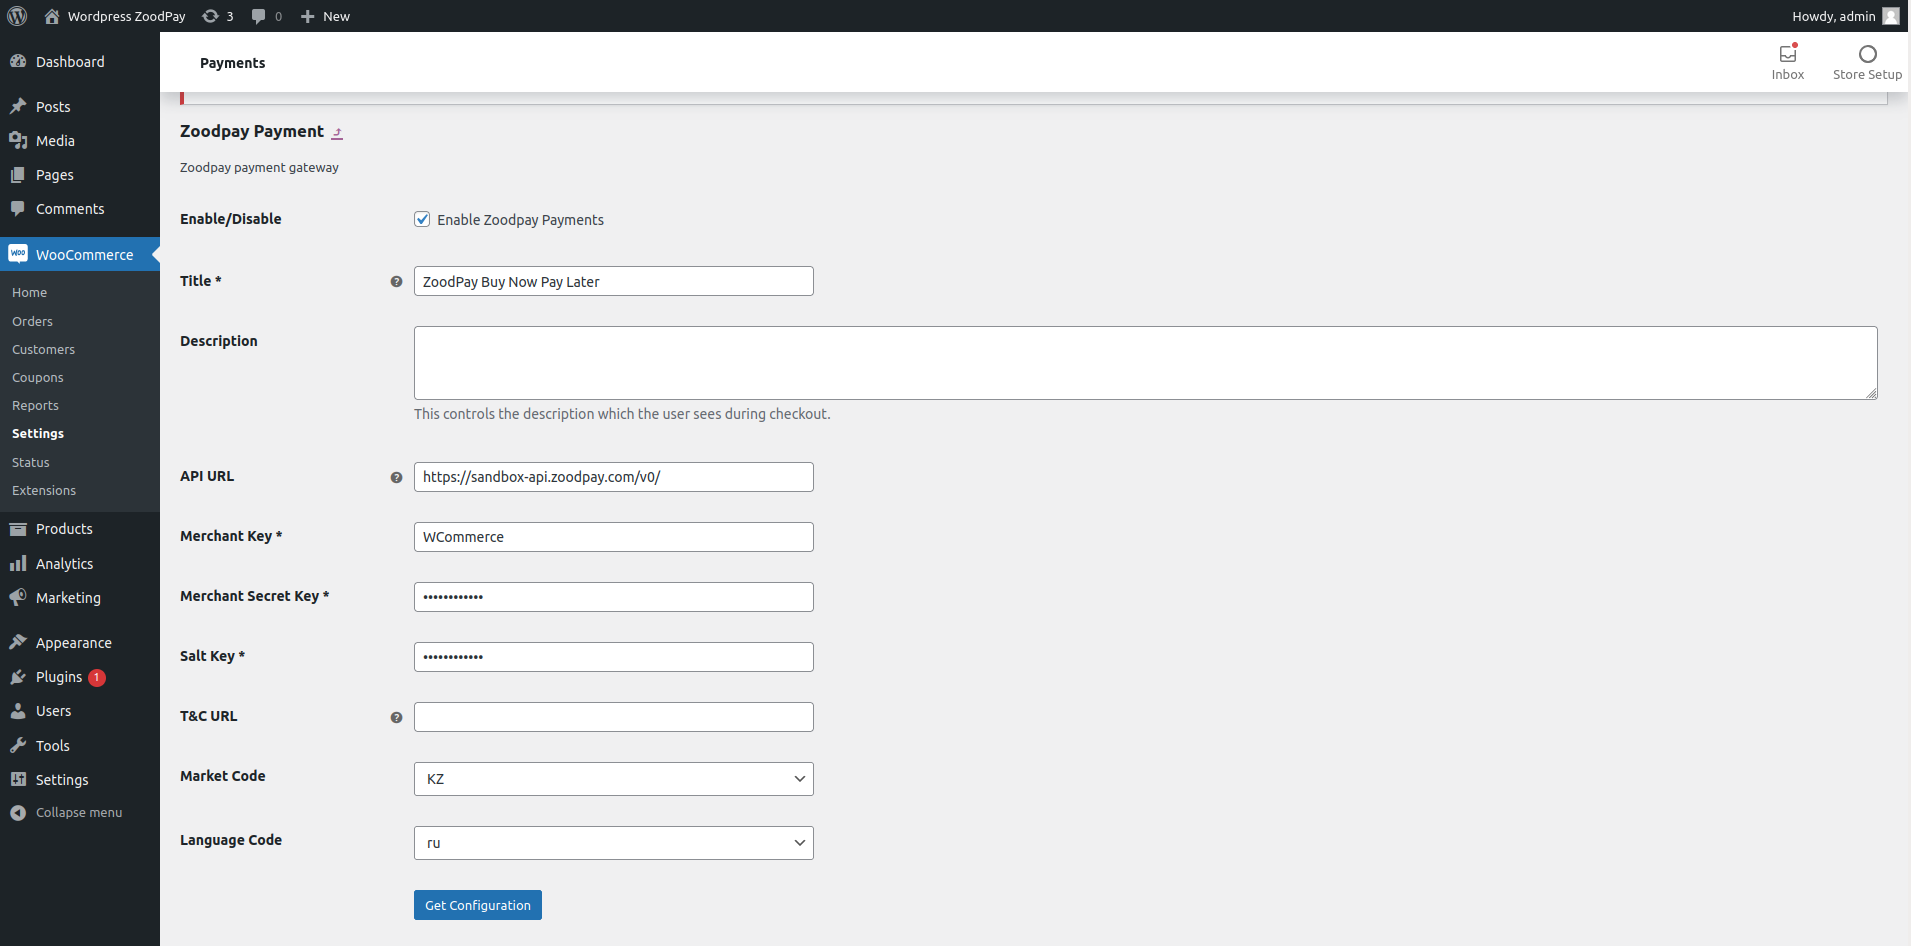 Wordpress ZoodPay 3 0 New Howdy, admin
Payments
Inbox
Store Setup
Dashboard
Posts
Media
Pages
Comments
WooCommerce
Home
Orders
Customers
Coupons
Reports
Settings
Status
Extensions
Products
Analytics
Marketing
Appearance
Plugins 1
Users
Tools
Settings
Collapse menu
Zoodpay Payment
Zoodpay payment gateway
Enable/Disable
Enable Zoodpay Payments
Title *
ZoodPay Buy Now Pay Later
Description
This controls the description which the user sees during checkout.
API URL
https://sandbox-api.zoodpay.com/v0/
Merchant Key *
WCommerce
Merchant Secret Key *
••••••••••••
Salt Key *
••••••••••••
T&C URL
Market Code
KZ
Language Code
ru
Get Configuration